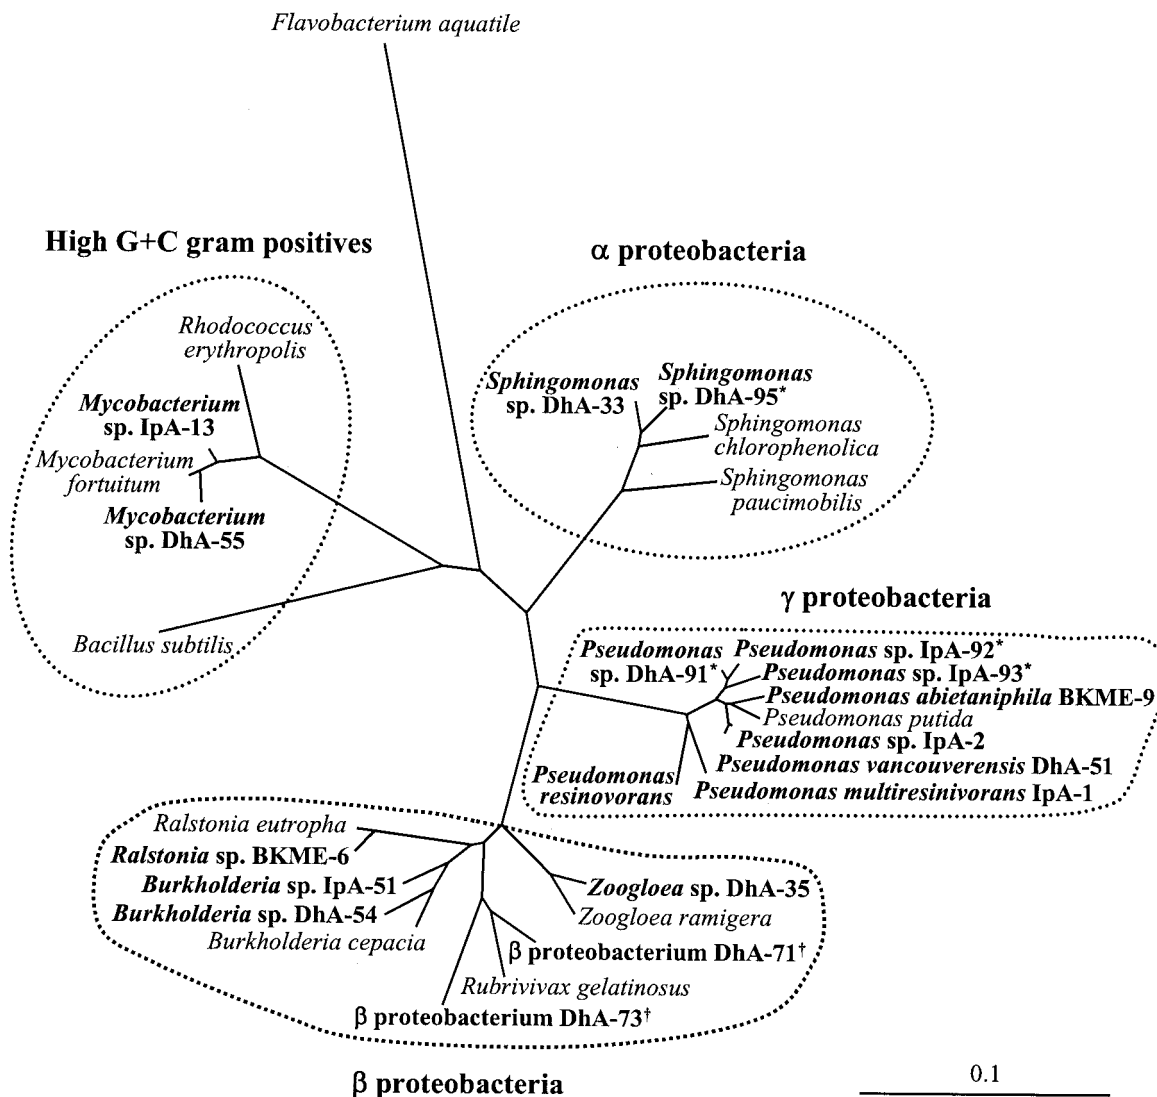 Flavobacterium aquatile
High G+C gram positives
α proteobacteria
Rhodococcus
erythropolis
Mycobacterium
sp. IpA-13
Mycobacterium
fortuitum
Mycobacterium
sp. DhA-55
Bacillus subtilis
Sphingomonas
sp. DhA-33
Sphingomonas
sp. DhA-95*
Sphingomonas
chlorophenolica
Sphingomonas
paucimobilis
γ proteobacteria
Pseudomonas
sp. DhA-91*
Pseudomonas sp. IpA-92*
Pseudomonas sp. IpA-93*
Pseudomonas abietaniphila BKME-9
Pseudomonas putida
Pseudomonas sp. IpA-2
Pseudomonas vancouverensis DhA-51
Pseudomonas multiresinivorans IpA-1
Pseudomonas
resinovorans
Ralstonia eutropha
Ralstonia sp. BKME-6
Burkholderia sp. IpA-51
Burkholderia sp. DhA-54
Burkholderia cepacia
Zoogloea sp. DhA-35
Zoogloea ramigera
β proteobacterium DhA-71†
Rubrivivax gelatinosus
β proteobacterium DhA-73†
β proteobacteria
0.1